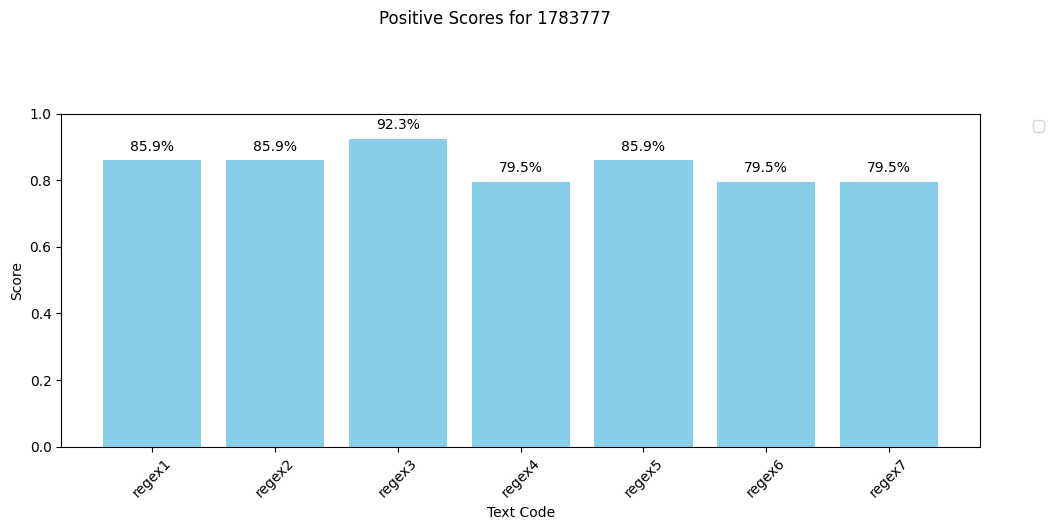 Positive Scores for 1783777
1.0
0.8
0.6
0.4
0.2
0.0
Score
85.9%
85.9%
92.3%
79.5%
85.9%
79.5%
79.5%
regex1
regex2
regex3
regex4
regex5
regex6
regex7
Text Code